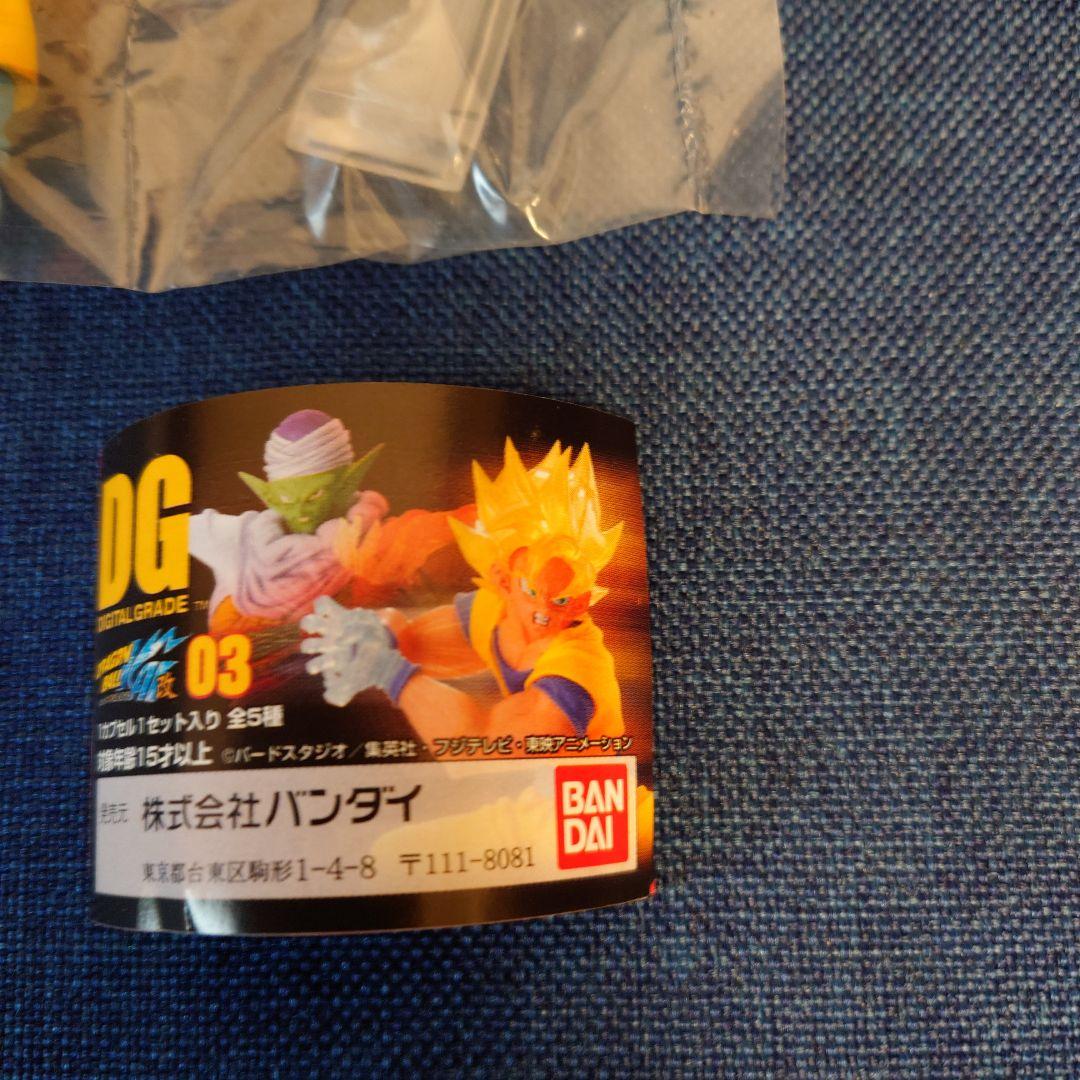 DG
DIGITAL GRADE ™
DRAGON
BALL
改
03
1カプセル1セット入り 全5種
対象年齢15才以上 ©バードスタジオ/集英社・フジテレビ・東映アニメーション
発売元 株式会社バンダイ
東京都台東区駒形1-4-8 〒111-8081
BAN
DAI